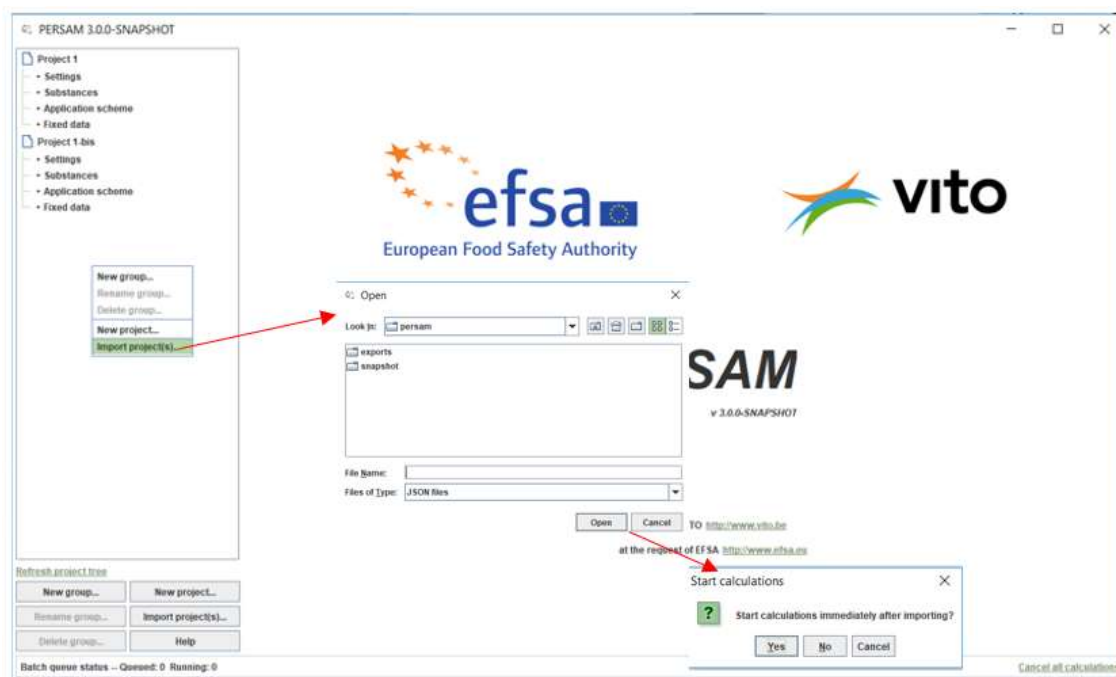 PERSAM 3.0.0-SNAPSHOT
Project 1
Settings
Substances
Application scheme
Fixed data
Project 1-bis
Settings
Substances
Application scheme
Fixed data
efsa
European Food Safety Authority
vito
New group...
Rename group...
Delete group...
New project...
Import project(s)...
Open
Look in: persam
exports
snapshot
File Name:
Files of Type: JSON files
Open Cancel
SAM
v 3.0.0-SNAPSHOT
TO http://www.vito.be
at the request of EFSA http://www.efsa.eu
Start calculations
? Start calculations immediately after importing?
Yes No Cancel
Refresh project tree
New group... New project...
Rename group... Import project(s)...
Delete group... Help
Batch queue status -- Queued: 0 Running: 0
Cancel all calculations